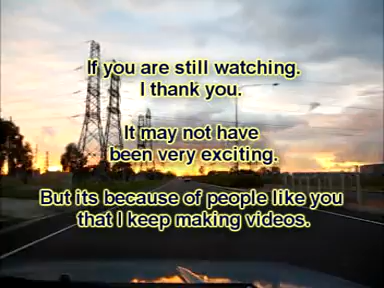 If you are still watching.
I thank you.
It may not have
been very exciting.
But its because of people like you
that I keep making videos.